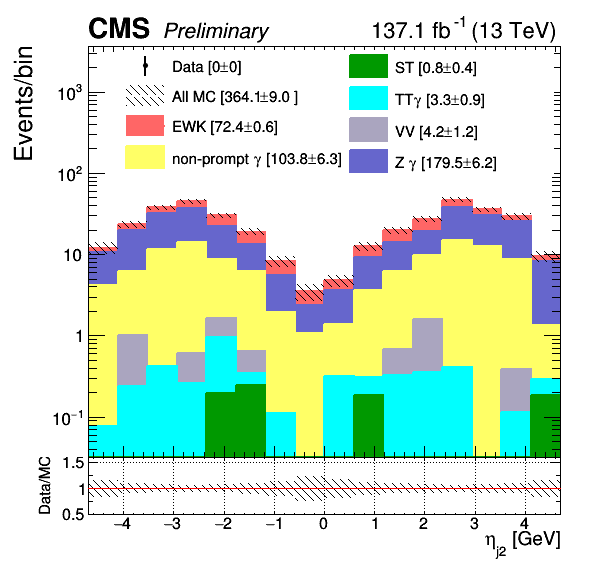 CMS Preliminary 137.1 fb⁻¹ (13 TeV)
Events/bin
Data [0±0]
All MC [364.1±9.0 ]
EWK [72.4±0.6]
non-prompt γ [103.8±6.3]
ST [0.8±0.4]
TTγ [3.3±0.9]
VV [4.2±1.2]
Z γ [179.5±6.2]
10³
10²
10
1
10⁻¹
Data/MC
1.5
1
0.5
−4 −3 −2 −1 0 1 2 3 4
η_j2 [GeV]